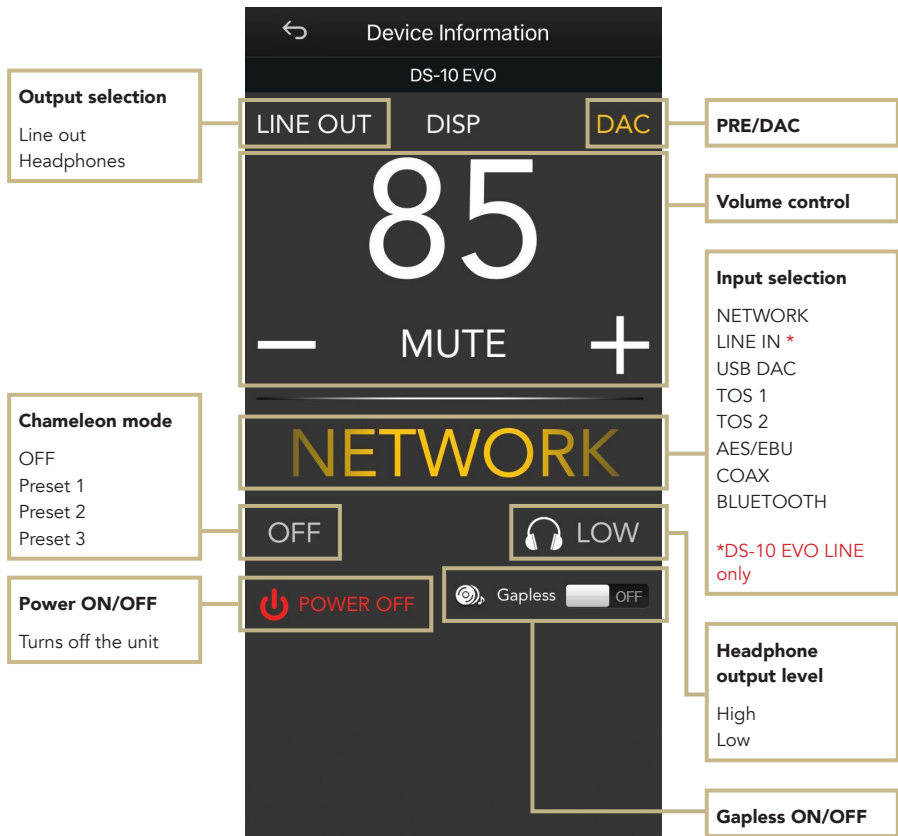 Device Information
DS-10 EVO
Output selection
Line out
Headphones
LINE OUT DISP DAC
PRE/DAC
85
Volume control
MUTE
Input selection
NETWORK
LINE IN *
USB DAC
TOS 1
TOS 2
AES/EBU
COAX
BLUETOOTH
*DS-10 EVO LINE
only
Chameleon mode
OFF
Preset 1
Preset 2
Preset 3
NETWORK
OFF LOW
Power ON/OFF
Turns off the unit
POWER OFF
Gapless OFF
Headphone
output level
High
Low
Gapless ON/OFF